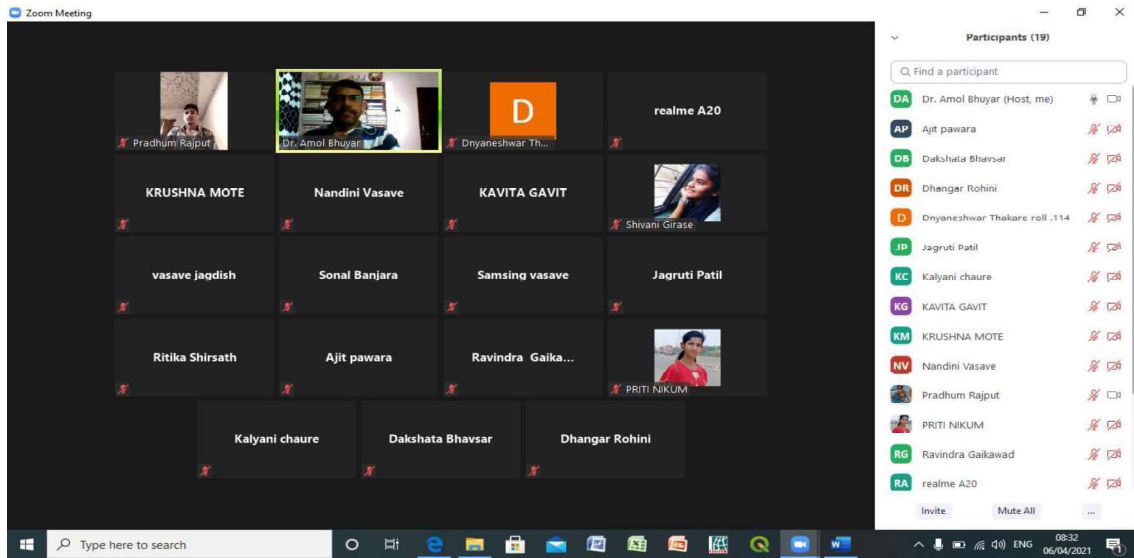 Zoom Meeting
Pradhum Rajput
Dr. Amol Bhuyar
D
Dnyaneshwar Th...
realme A20
KRUSHNA MOTE
Nandini Vasave
KAVITA GAVIT
Shivani Girase
vasave jagdish
Sonal Banjara
Samsing vasave
Jagruti Patil
Ritika Shirsath
Ajit pawara
Ravindra Gaika...
PRITI NIKUM
Kalyani chaure
Dakshata Bhavsar
Dhangar Rohini
Participants (19)
Find a participant
DA Dr. Amol Bhuyar (Host, me)
AP Ajit pawara
DB Dakshata Bhavsar
DR Dhangar Rohini
D Dnyaneshwar Thakare roll .114
JP Jagruti Patil
KC Kalyani chaure
KG KAVITA GAVIT
KM KRUSHNA MOTE
NV Nandini Vasave
Pradhum Rajput
PRITI NIKUM
RG Ravindra Gaikawad
RA realme A20
Invite Mute All ...
Type here to search
ENG
08:32
06/04/2021